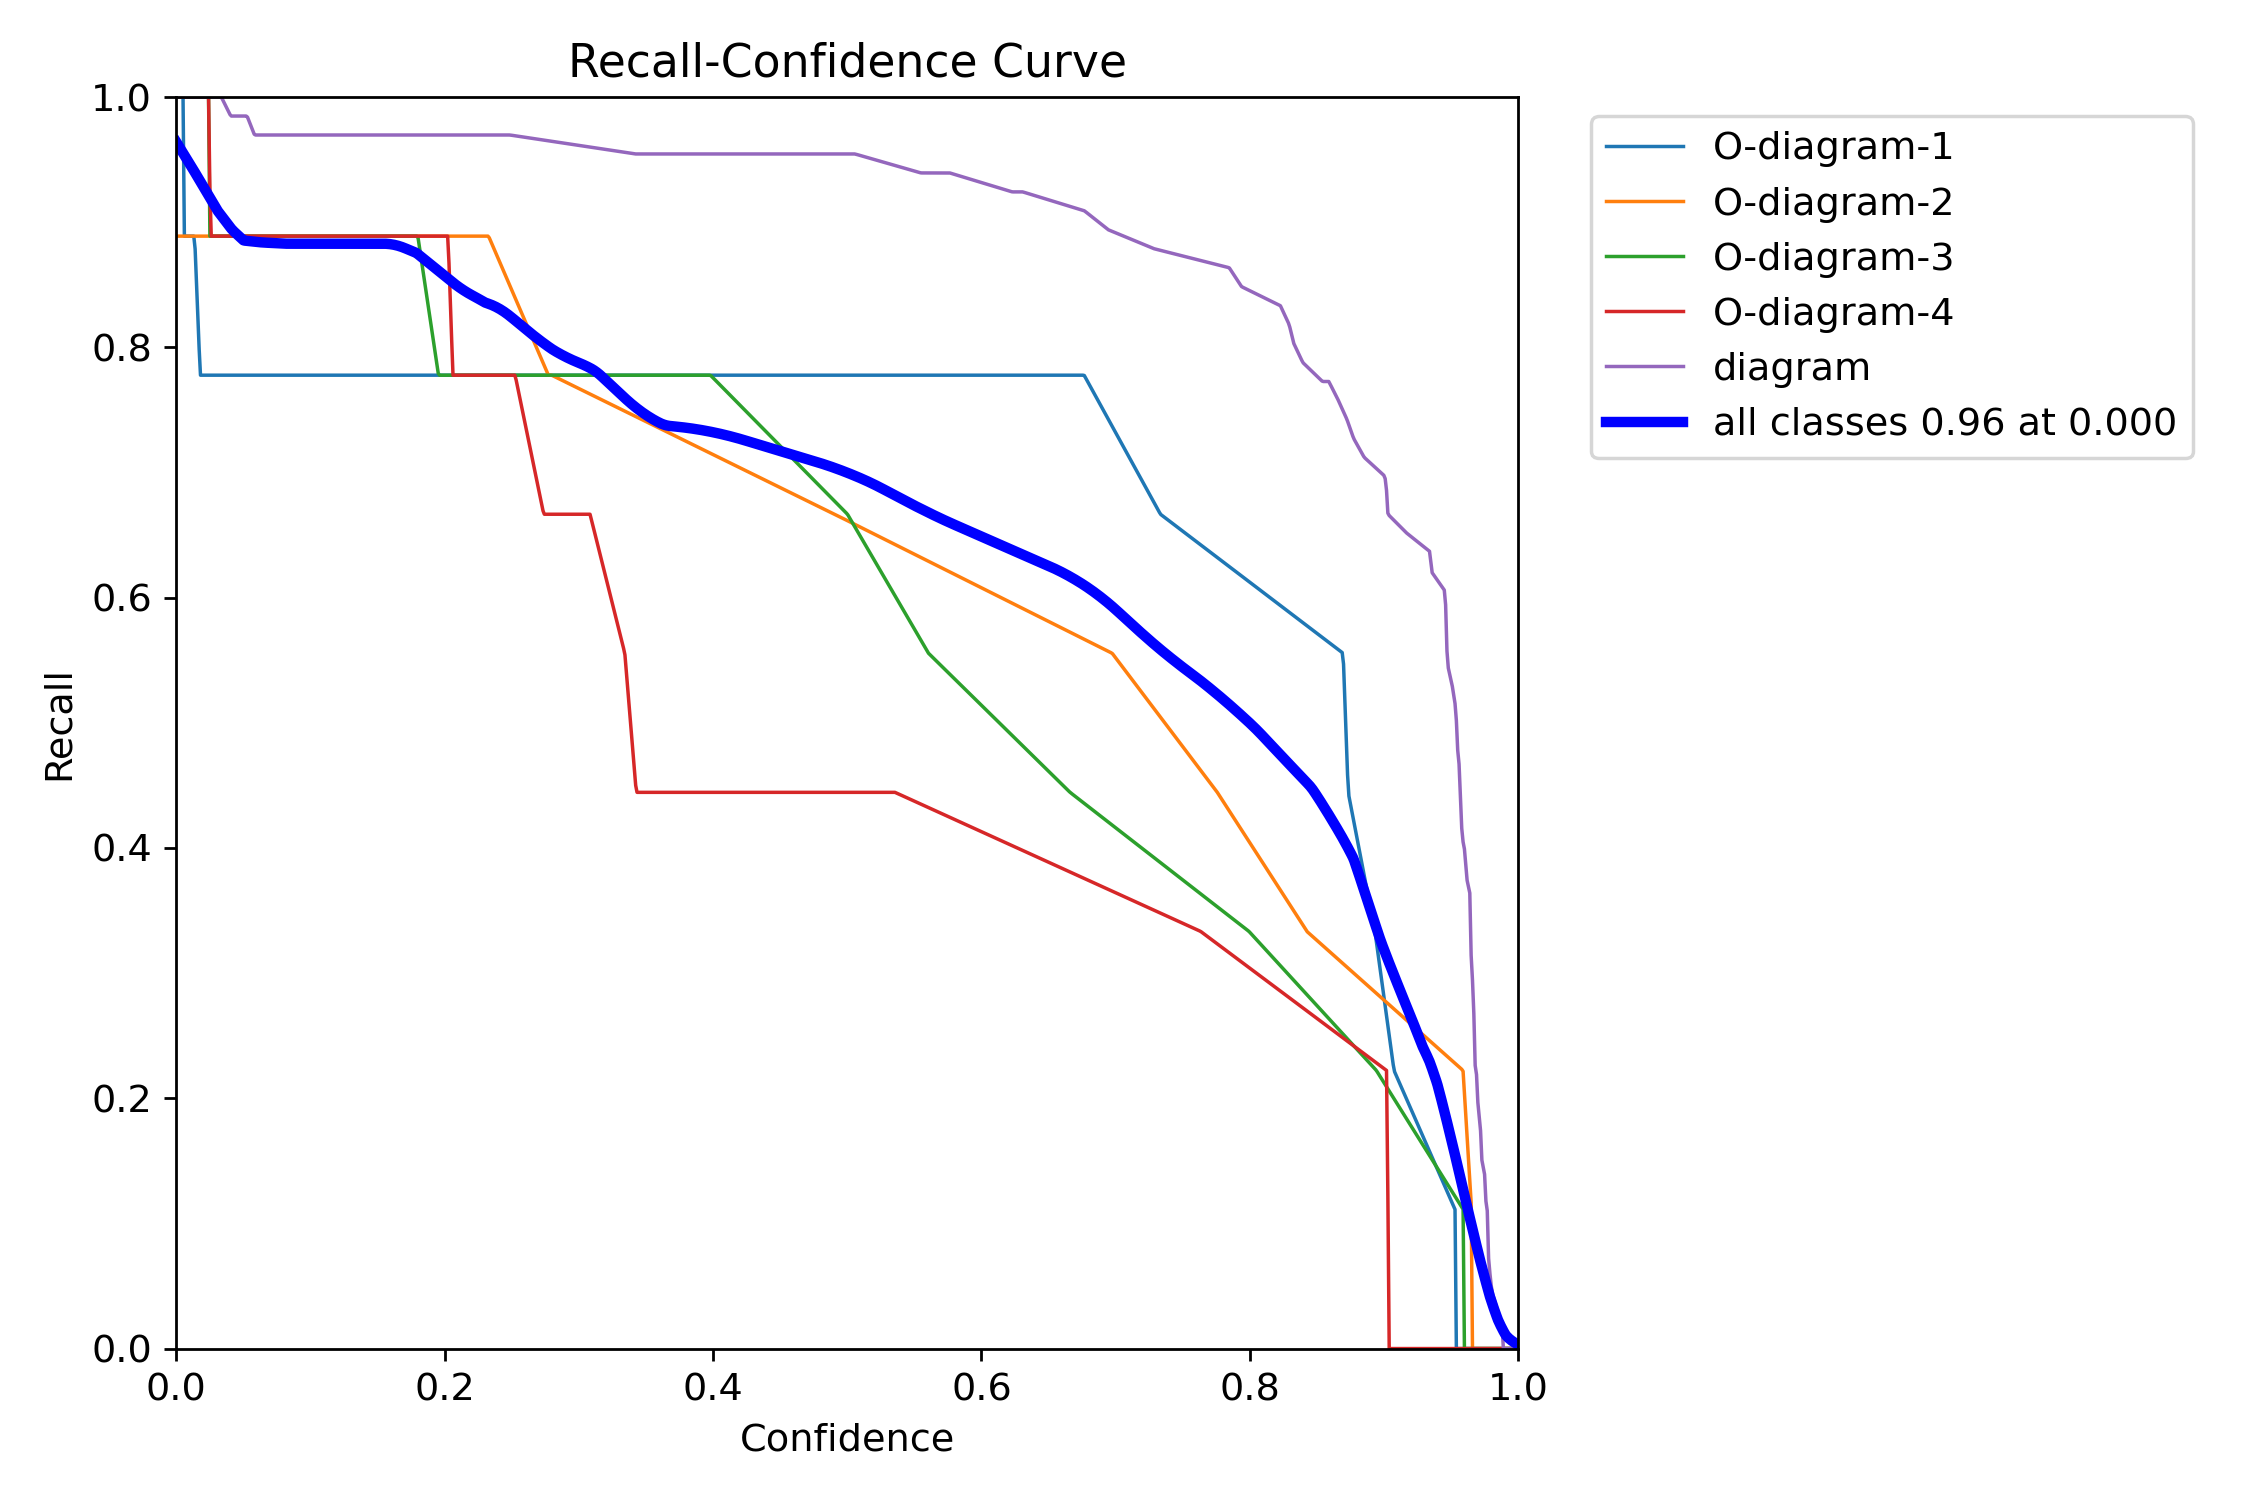 Recall-Confidence Curve
1.0
0.8
0.6
0.4
0.2
0.0
Recall
0.0 0.2 0.4 0.6 0.8 1.0
Confidence
O-diagram-1
O-diagram-2
O-diagram-3
O-diagram-4
diagram
all classes 0.96 at 0.000